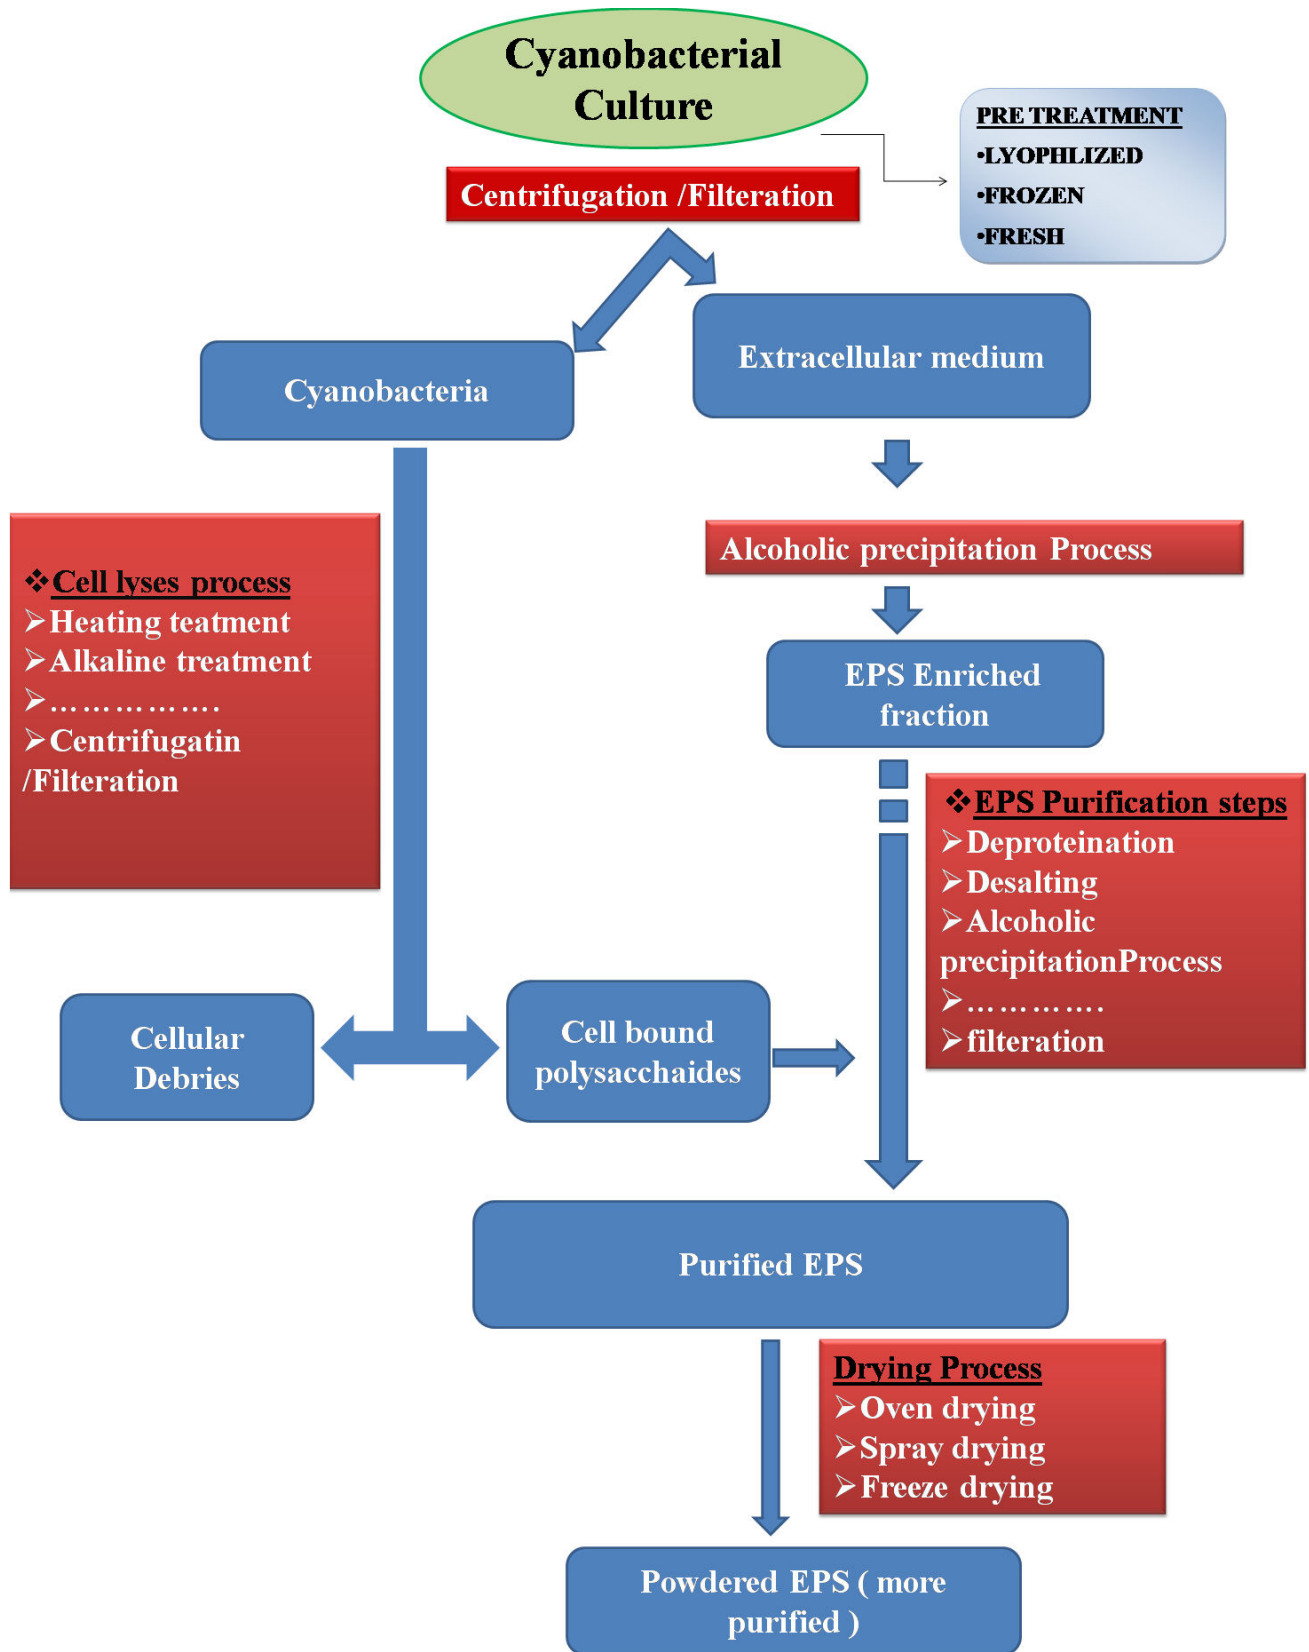 Cyanobacterial
Culture
PRE TREATMENT
•LYOPHLIZED
•FROZEN
•FRESH
Centrifugation /Filteration
Extracellular medium
Cyanobacteria
Alcoholic precipitation Process
❖Cell lyses process
➢Heating teatment
➢Alkaline treatment
➢…………….
➢Centrifugatin
/Filteration
EPS Enriched
fraction
❖EPS Purification steps
➢Deproteination
➢Desalting
➢Alcoholic
precipitationProcess
➢………….
➢filteration
Cellular
Debries
Cell bound
polysacchaides
Purified EPS
Drying Process
➢Oven drying
➢Spray drying
➢Freeze drying
Powdered EPS ( more
purified )